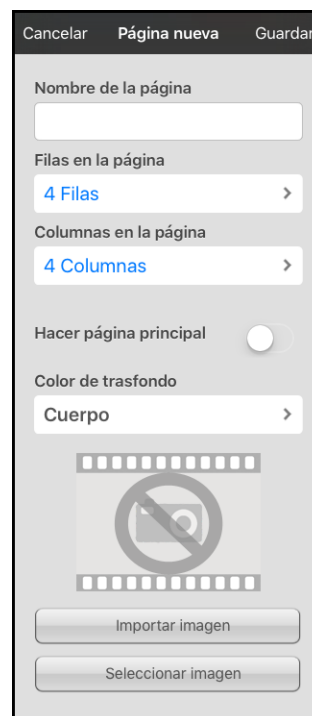 Cancelar Página nueva Guardar
Nombre de la página
Filas en la página
4 Filas
Columnas en la página
4 Columnas
Hacer página principal
Color de trasfondo
Cuerpo
Importar imagen
Seleccionar imagen